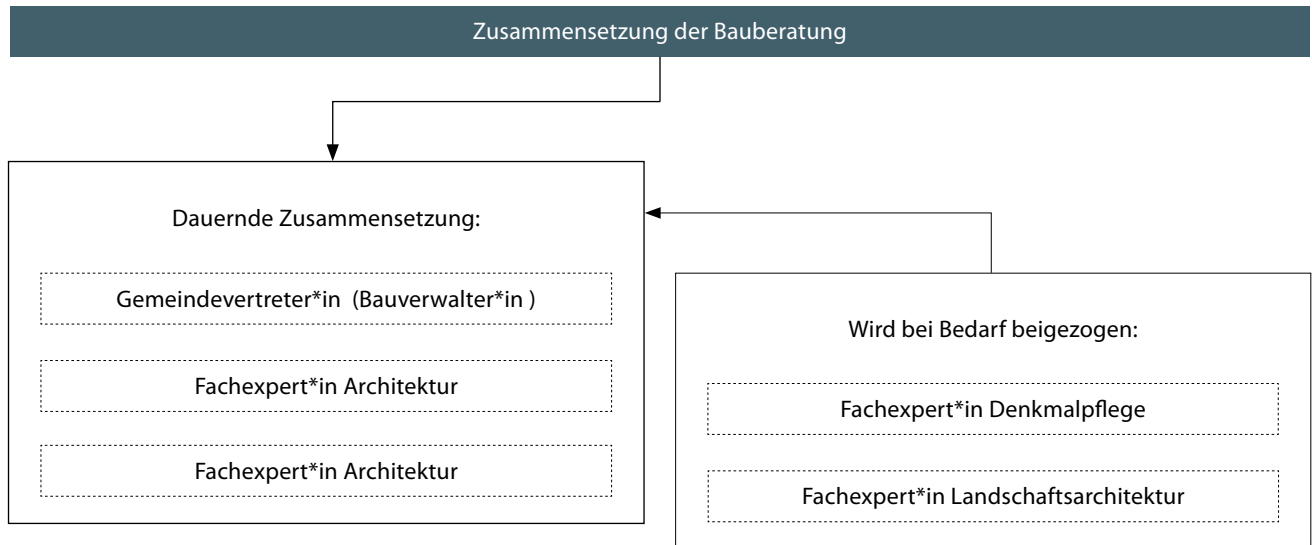 Zusammensetzung der Bauberatung
Dauernde Zusammensetzung:
Gemeindevertreter*in (Bauverwalter*in )
Fachexpert*in Architektur
Fachexpert*in Architektur
Wird bei Bedarf beigezogen:
Fachexpert*in Denkmalpflege
Fachexpert*in Landschaftsarchitektur